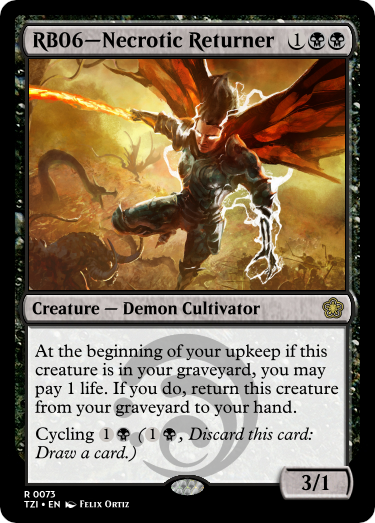 RB06—Necrotic Returner 1
Creature — Demon Cultivator
At the beginning of your upkeep if this
creature is in your graveyard, you may
pay 1 life. If you do, return this creature
from your graveyard to your hand.
Cycling 1 ( 1 , Discard this card:
Draw a card.)
3/1
R 0073
TZI • EN Felix Ortiz